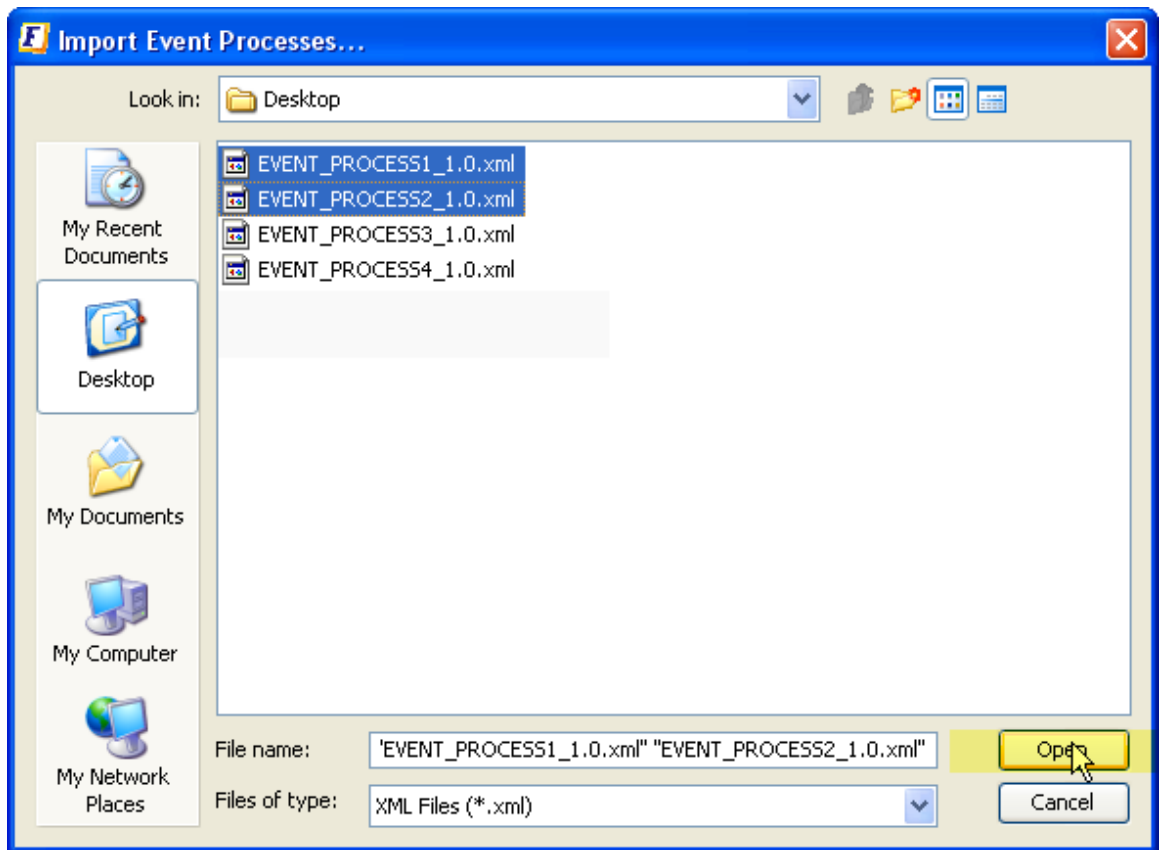 Import Event Processes...
Look in:
Desktop
EVENT_PROCESS1_1.0.xml
EVENT_PROCESS2_1.0.xml
EVENT_PROCESS3_1.0.xml
EVENT_PROCESS4_1.0.xml
My Recent
Documents
Desktop
My Documents
My Computer
My Network
Places
File name:
'EVENT_PROCESS1_1.0.xml" "EVENT_PROCESS2_1.0.xml"
Open
Files of type:
XML Files (*.xml)
Cancel